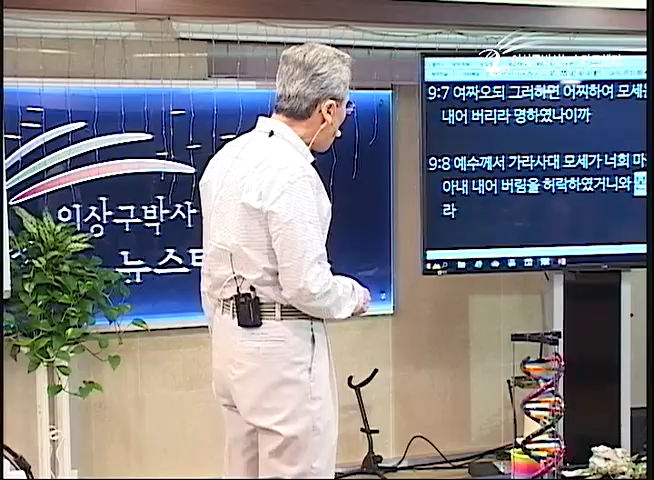 이상구박사
뉴스타
9:7 여짜오되 그러하면 어찌하여 모세는
내어 버리라 명하였나이까
9:8 예수께서 가라사대 모세가 너희 마
아내 내어 버림을 허락하였거니와
라